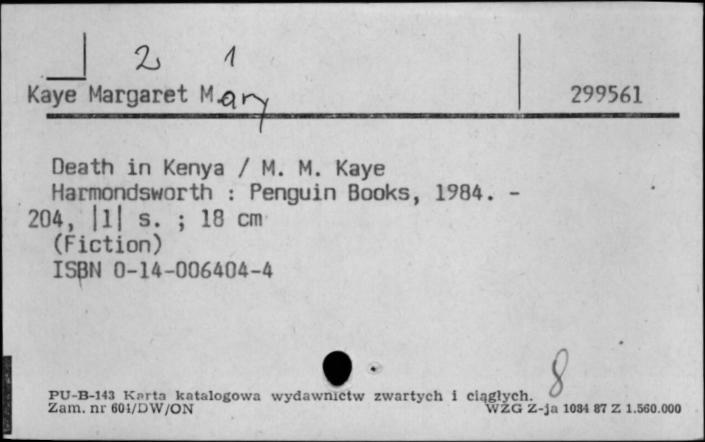 2 1
Kaye Margaret Mary 299561
Death in Kenya / M. M. Kaye
Harmondsworth : Penguin Books, 1984. -
204, |1| s. ; 18 cm
(Fiction)
ISBN 0-14-006404-4
8
PU-B-143 Karta katalogowa wydawnictw zwartych i ciągłych.
Zam. nr 601/DW/ON WZG Z-ja 1084 87 Z 1.560.000